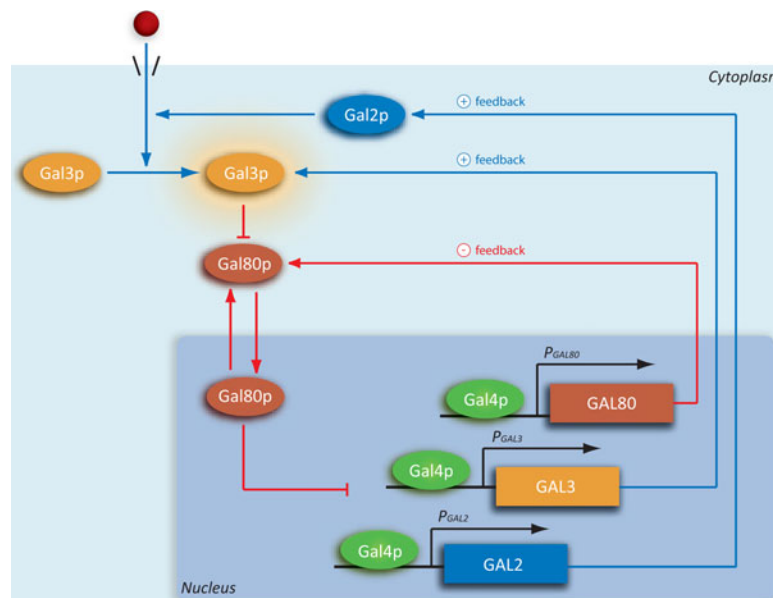 Cytoplasm
Gal2p
+ feedback
Gal3p
Gal3p
+ feedback
Gal80p
- feedback
Gal80p
PGAL80
Gal4p
GAL80
PGAL3
Gal4p
GAL3
PGAL2
Gal4p
GAL2
Nucleus